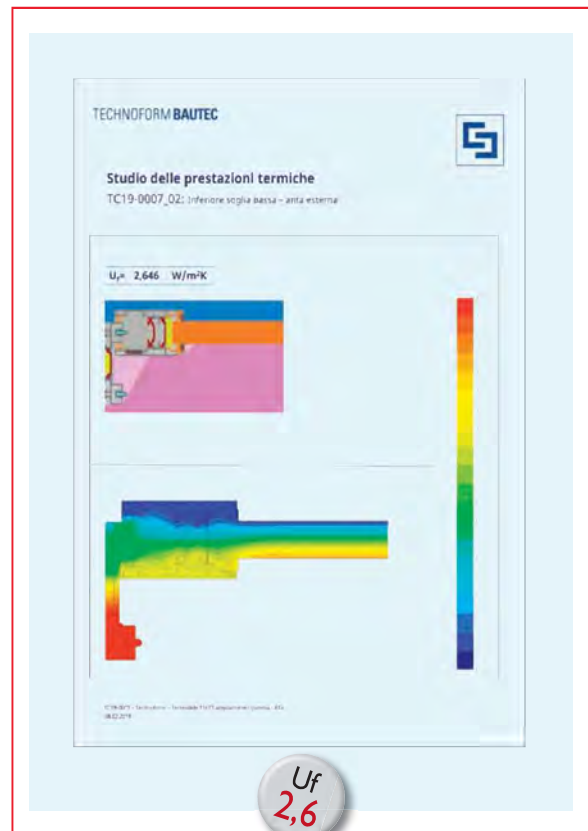 TECHNOFORM BAUTEC
Studio delle prestazioni termiche
TC19-0007_02: Inferiore soglia bassa – anta esterna
Uf= 2,646 W/m²K
Uf
2,6